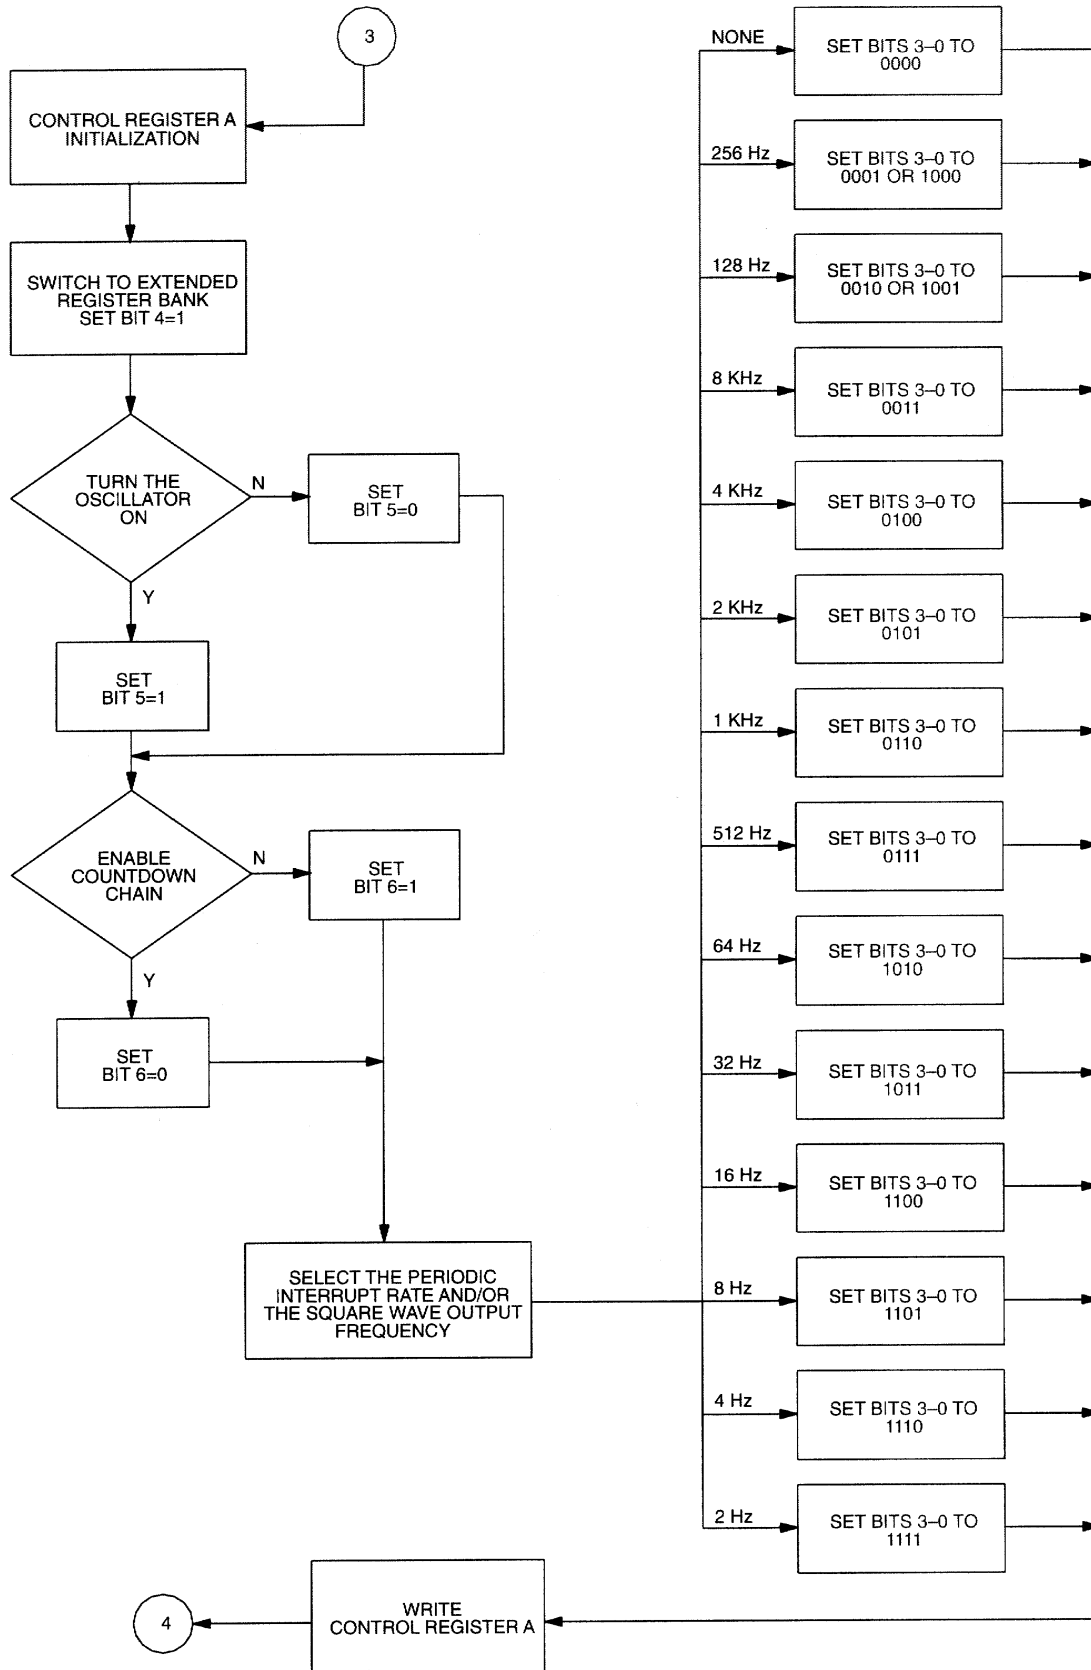 3
CONTROL REGISTER A
INITIALIZATION
SWITCH TO EXTENDED
REGISTER BANK
SET BIT 4=1
TURN THE
OSCILLATOR
ON
N
SET
BIT 5=0
Y
SET
BIT 5=1
ENABLE
COUNTDOWN
CHAIN
N
SET
BIT 6=1
Y
SET
BIT 6=0
SELECT THE PERIODIC
INTERRUPT RATE AND/OR
THE SQUARE WAVE OUTPUT
FREQUENCY
NONE
SET BITS 3–0 TO
0000
256 Hz
SET BITS 3–0 TO
0001 OR 1000
128 Hz
SET BITS 3–0 TO
0010 OR 1001
8 KHz
SET BITS 3–0 TO
0011
4 KHz
SET BITS 3–0 TO
0100
2 KHz
SET BITS 3–0 TO
0101
1 KHz
SET BITS 3–0 TO
0110
512 Hz
SET BITS 3–0 TO
0111
64 Hz
SET BITS 3–0 TO
1010
32 Hz
SET BITS 3–0 TO
1011
16 Hz
SET BITS 3–0 TO
1100
8 Hz
SET BITS 3–0 TO
1101
4 Hz
SET BITS 3–0 TO
1110
2 Hz
SET BITS 3–0 TO
1111
WRITE
CONTROL REGISTER A
4